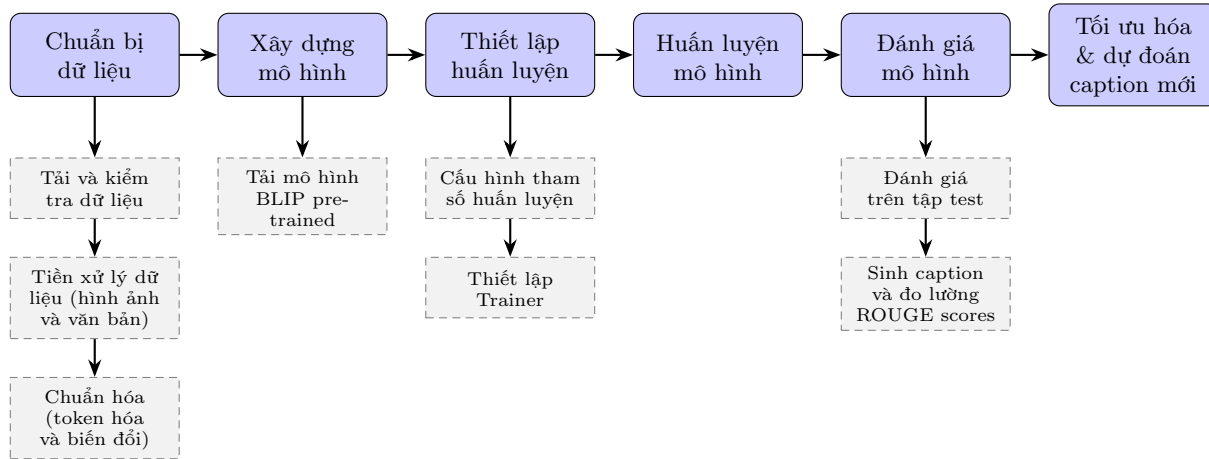 Chuẩn bị
dữ liệu
Xây dựng
mô hình
Thiết lập
huấn luyện
Huấn luyện
mô hình
Đánh giá
mô hình
Tối ưu hóa
& dự đoán
caption mới
Tải và kiểm
tra dữ liệu
Tiền xử lý dữ
liệu (hình ảnh
và văn bản)
Chuẩn hóa
(token hóa
và biến đổi)
Tải mô hình
BLIP pre-
trained
Cấu hình tham
số huấn luyện
Thiết lập
Trainer
Đánh giá
trên tập test
Sinh caption
và đo lường
ROUGE scores